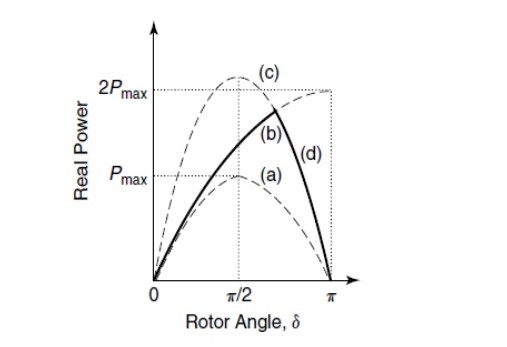 Real Power
2Pmax
Pmax
(c)
(b)
(d)
(a)
0 π/2 π
Rotor Angle, δ